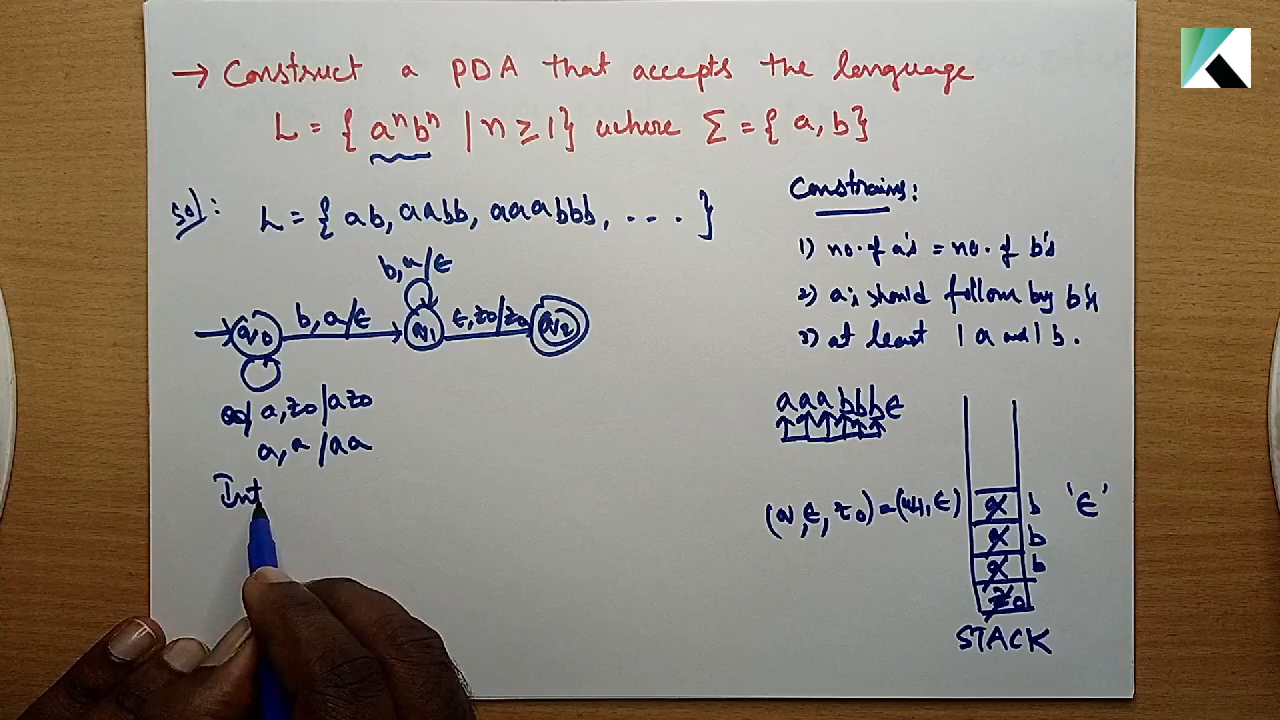 → Construct a PDA that accepts the language
L = { aⁿbⁿ | n ≥ 1 } where Σ = { a, b }
Sol:
L = { ab, aabb, aaabbb, .... }
Constrains:
1) no. of a's = no. of b's
2) a's should follow by b's
3) at least 1 a and 1 b.
b, a/ε
q0
b, a/ε
q1
ε, z0/z0
q2
a, z0/az0
a, a/aa
Int
aaabbbε
(q, ε, z0) = (q1, ε)
a b 'ε'
a b
a b
z0
STACK